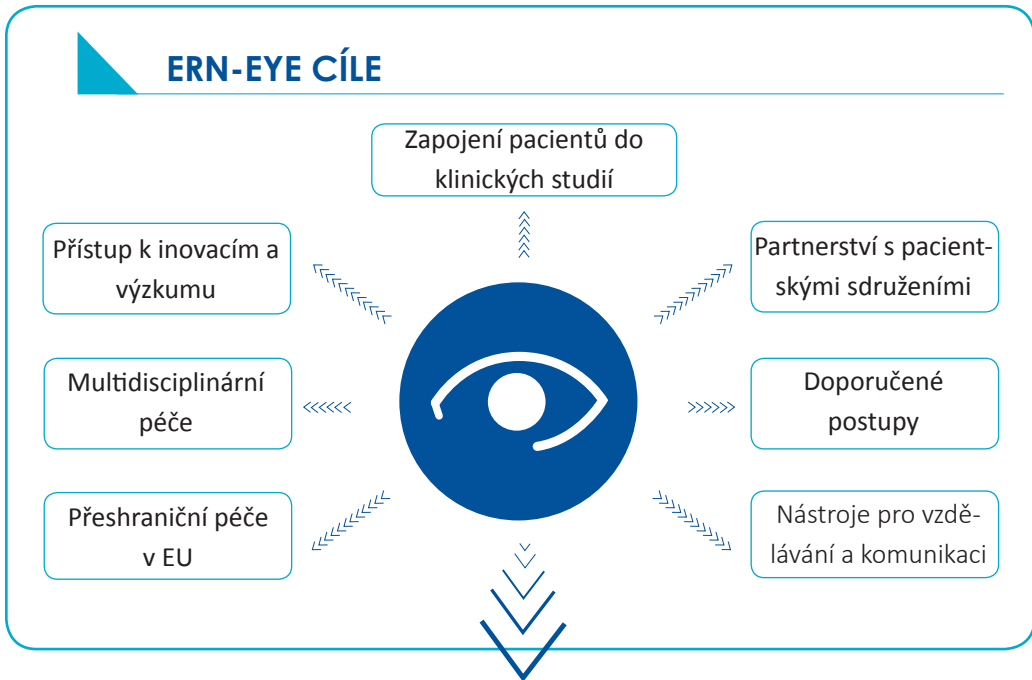 ERN-EYE CÍLE
Zapojení pacientů do
klinických studií
Přístup k inovacím a
výzkumu
Partnerství s pacient-
skými sdruženími
Multidisciplinární
péče
Doporučené
postupy
Přeshraniční péče
v EU
Nástroje pro vzdě-
lávání a komunikaci